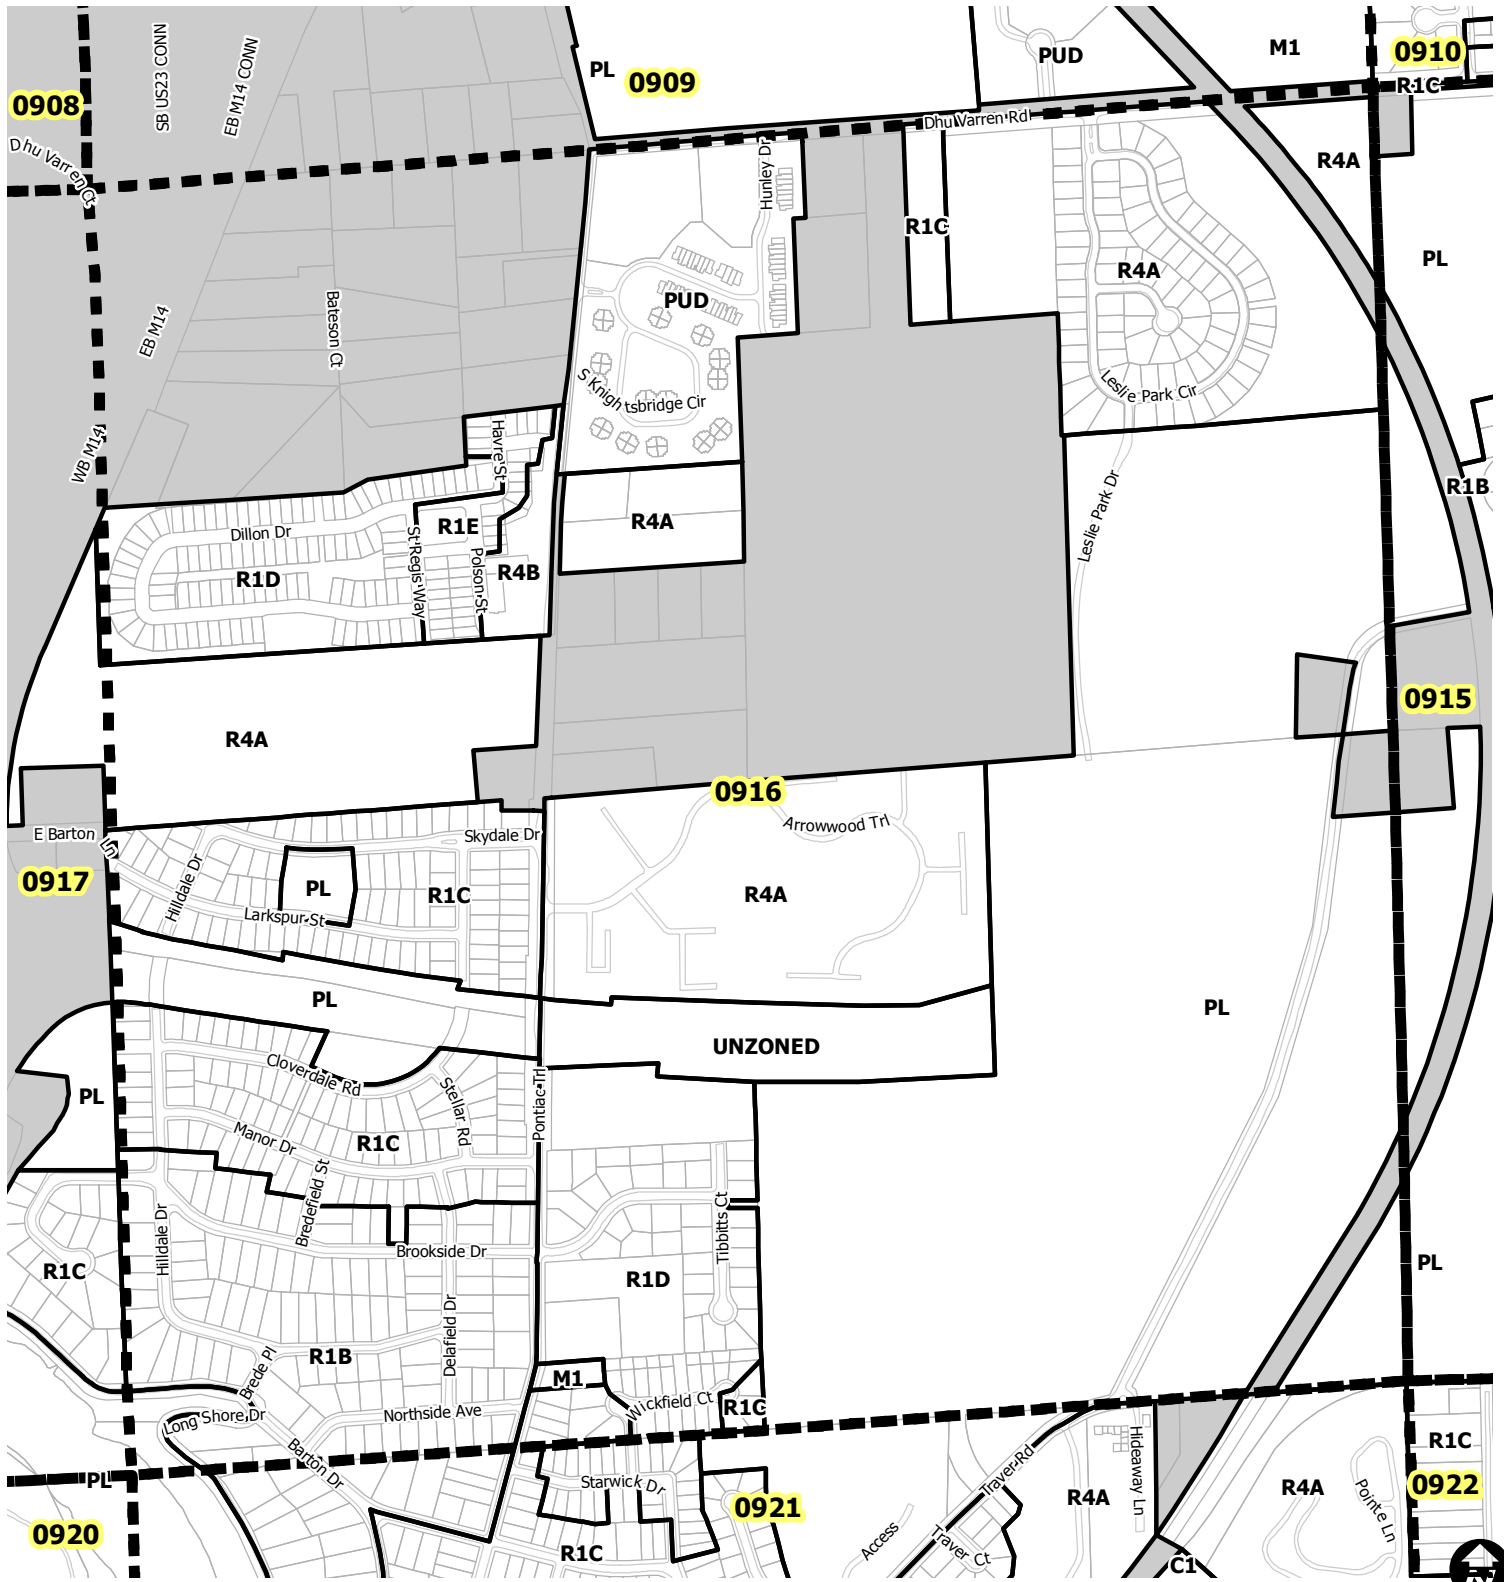 SB US23 CONN
EB M14 CONN
PL
0909
PUD
M1
0910
R1C
0908
Dhu Varren Ct
Dhu Varren Rd
Hunley Dr
R4A
R1C
PL
R4A
EB M14
Bateson Ct
PUD
S Knightsbridge Cir
Leslie Park Cir
WB M14
Havre St
R1B
Dillon Dr
R1E
R4A
Leslie Park Dr
St Regis Way
Polson St
R4B
R1D
0915
R4A
0916
E Barton Ln
Skydale Dr
Arrowwood Trl
0917
Hilldale Dr
PL
R1C
R4A
Larkspur St
PL
PL
UNZONED
Cloverdale Rd
PL
Stellar Rd
Pontiac Trl
Manor Dr
R1C
Bredefield St
Hilldale Dr
Tibbitts Ct
Brookside Dr
R1C
R1D
PL
Delafield Dr
R1B
Brede Pl
M1
Wickfield Ct
R1C
Long Shore Dr
Northside Ave
Barton Dr
Hideaway Ln
R1C
PL
Starwick Dr
Traver Rd
R4A
R4A
0922
0921
Pointe Ln
0920
R1C
Access
Traver Ct
C1